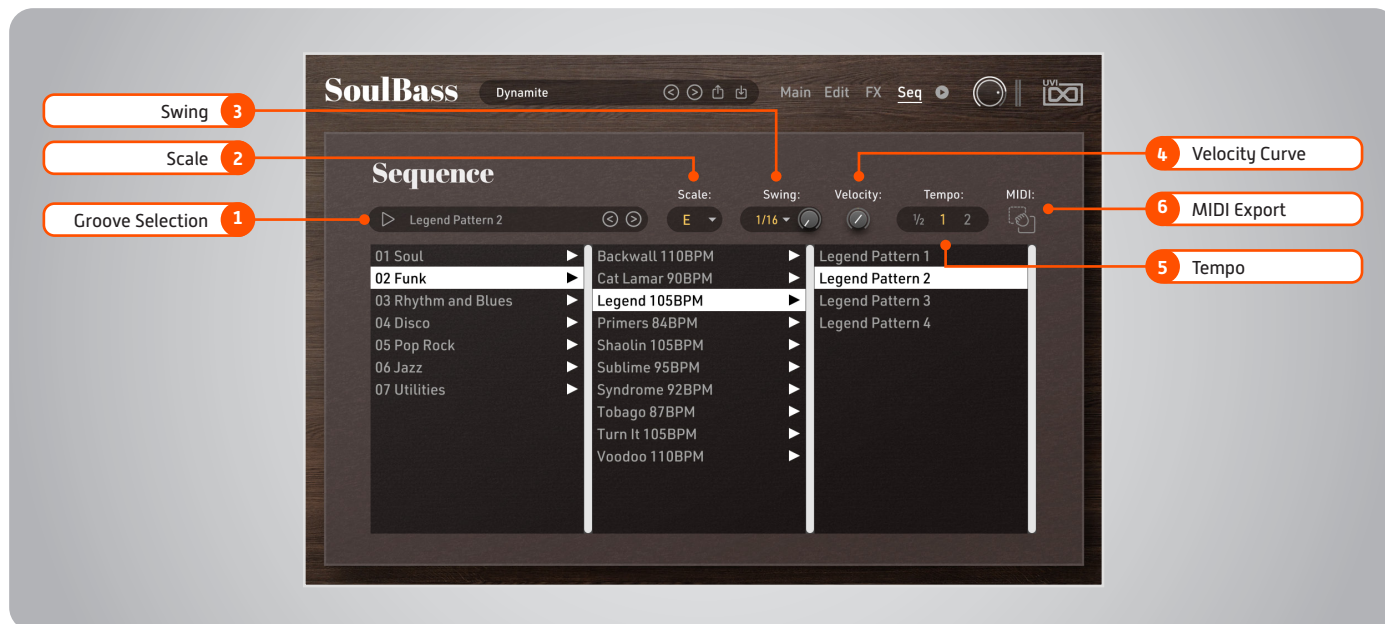 SoulBass Dynamite Main Edit FX Seq UVI
Swing 3
Scale 2
4 Velocity Curve
Sequence
Scale: Swing: Velocity: Tempo: MIDI:
Groove Selection 1
Legend Pattern 2 E 1/16 ½ 1 2
6 MIDI Export
01 Soul Backwall 110BPM Legend Pattern 1
02 Funk Cat Lamar 90BPM Legend Pattern 2
5 Tempo
03 Rhythm and Blues Legend 105BPM Legend Pattern 3
04 Disco Primers 84BPM Legend Pattern 4
05 Pop Rock Shaolin 105BPM
06 Jazz Sublime 95BPM
07 Utilities Syndrome 92BPM
Tobago 87BPM
Turn It 105BPM
Voodoo 110BPM